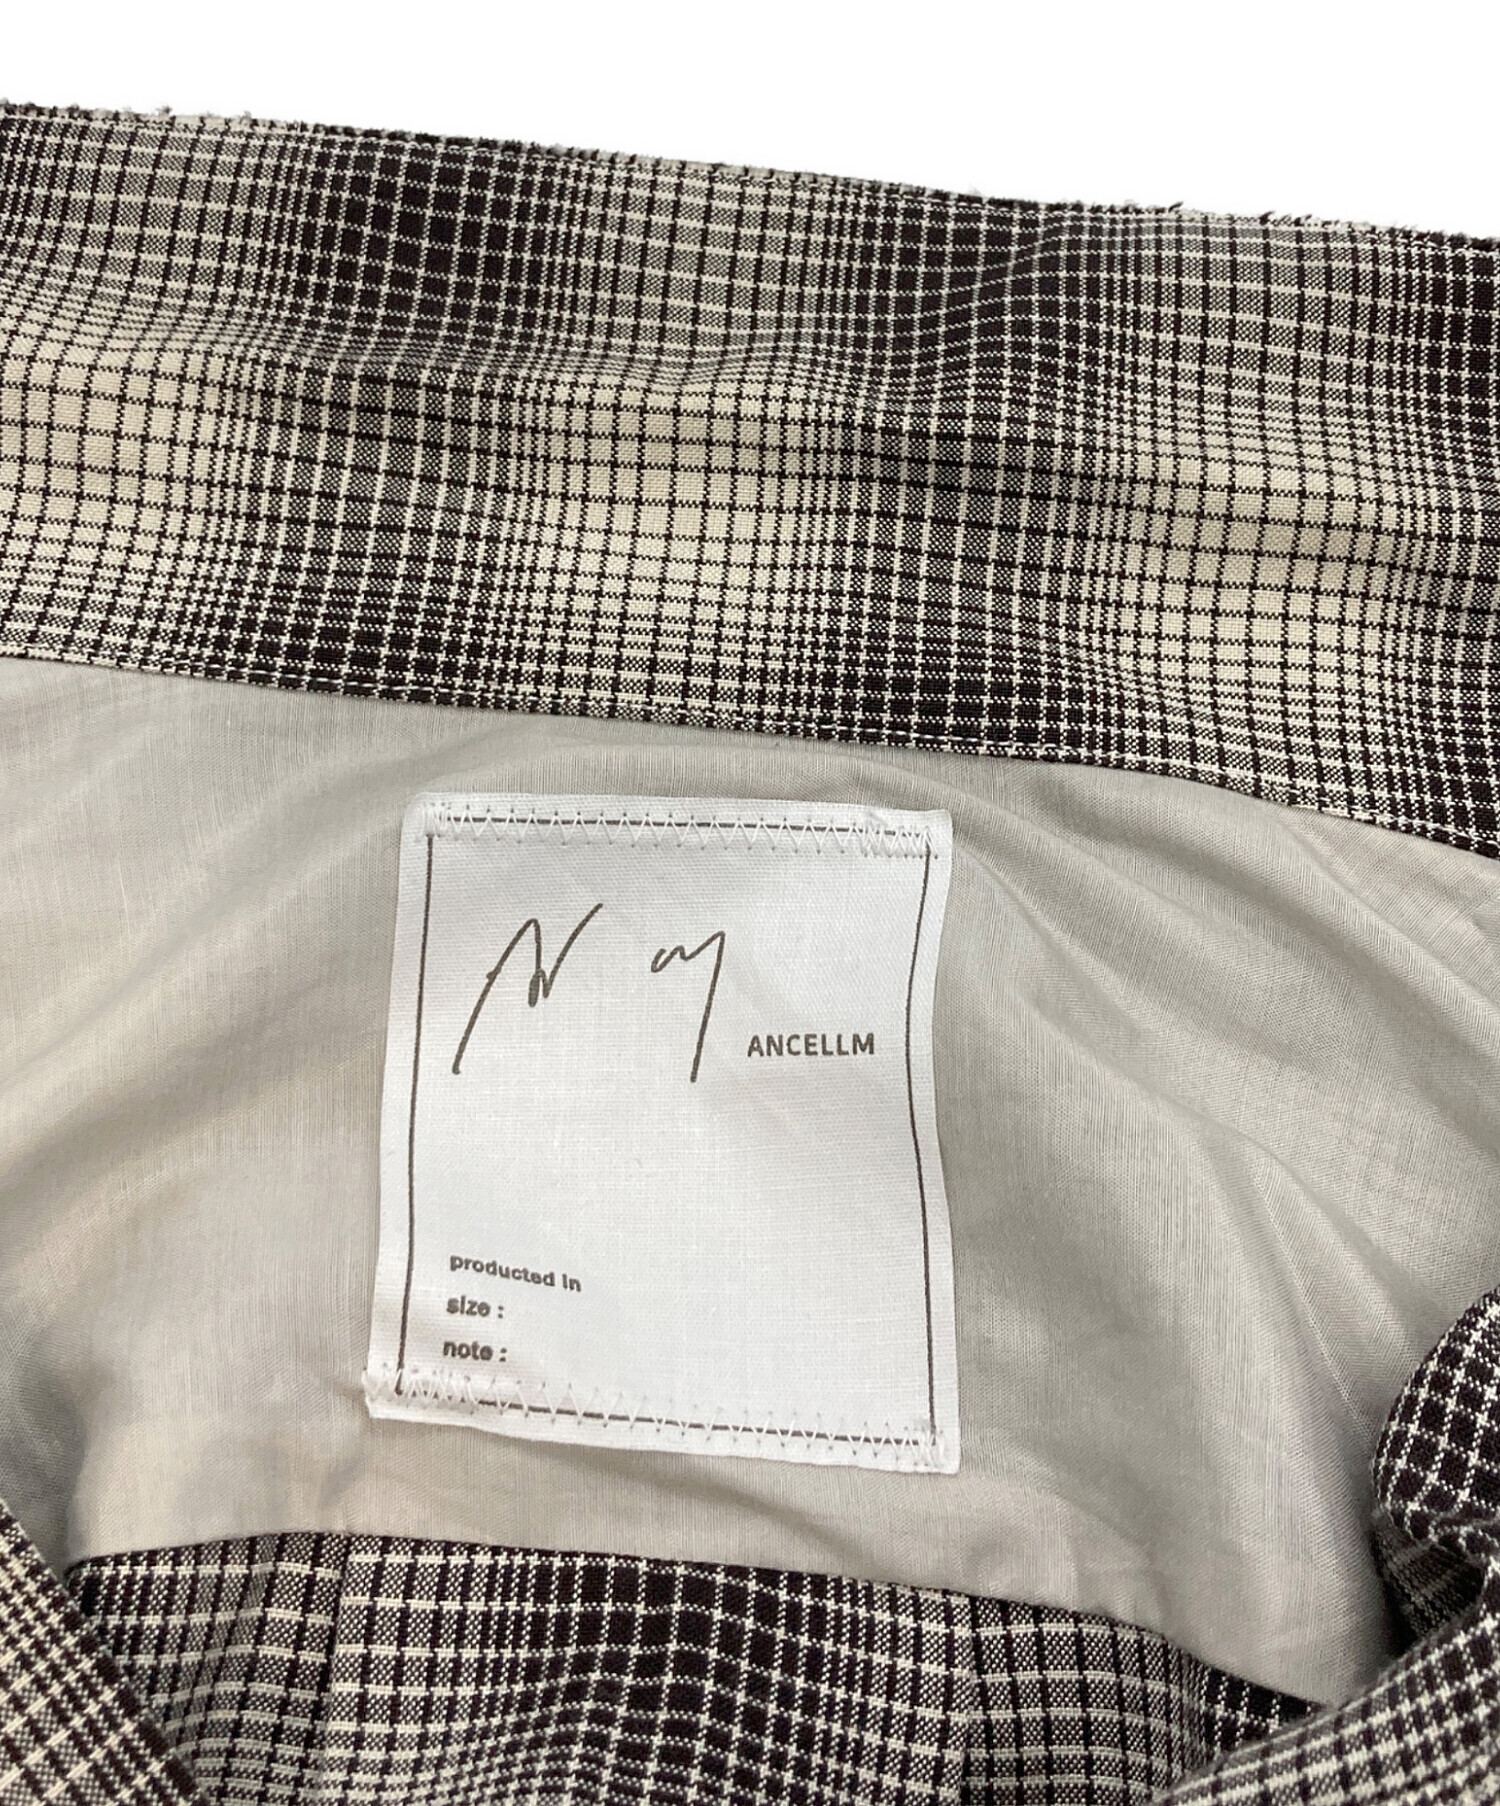 ANCELLM
producted in
size :
note :